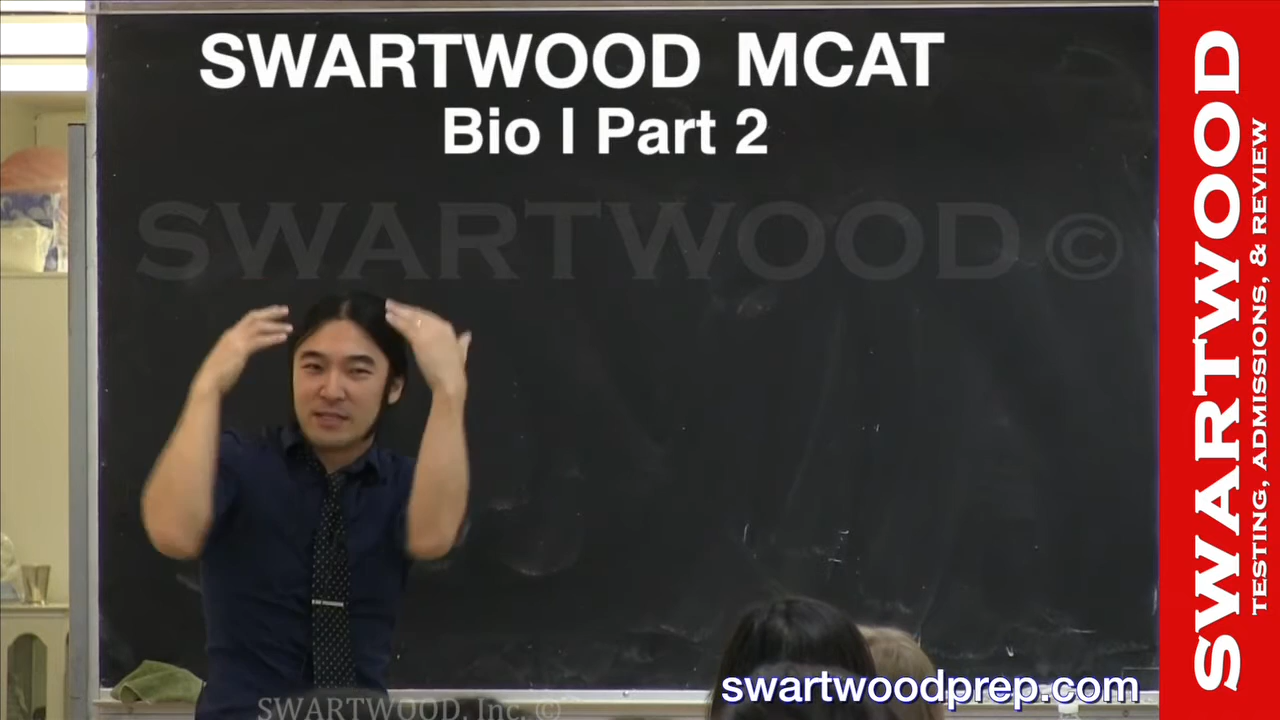 SWARTWOOD MCAT
Bio I Part 2
SWARTWOOD©
swartwoodprep.com
SWARTWOOD, Inc. ©
SWARTWOOD
TESTING, ADMISSIONS, & REVIEW